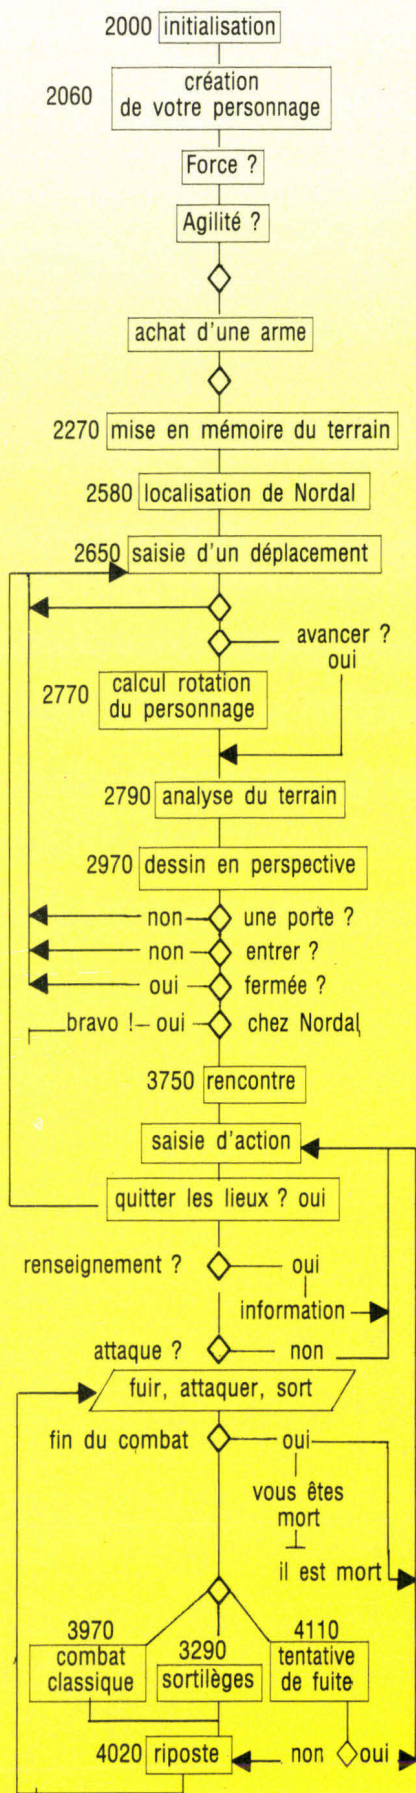 2000 initialisation
2060 création
de votre personnage
Force ?
Agilité ?
achat d'une arme
2270 mise en mémoire du terrain
2580 localisation de Nordal
2650 saisie d'un déplacement
avancer ?
oui
2770 calcul rotation
du personnage
2790 analyse du terrain
2970 dessin en perspective
non une porte ?
non entrer ?
oui fermée ?
bravo ! oui chez Nordal
3750 rencontre
saisie d'action
quitter les lieux ? oui
renseignement ? oui
information
attaque ? non
fuir, attaquer, sort
fin du combat oui
vous êtes
mort
il est mort
3970 combat
classique
3290 sortilèges
4110 tentative
de fuite
4020 riposte non oui